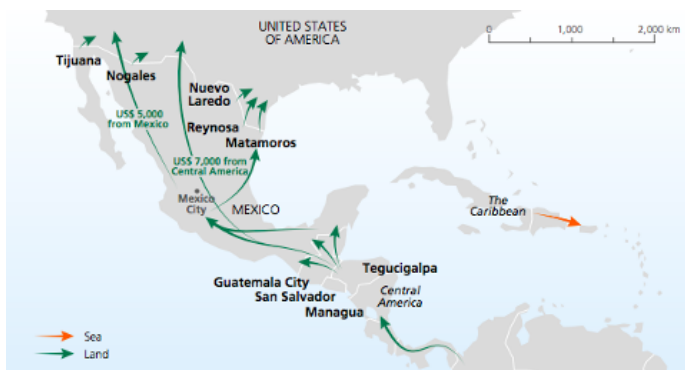 UNITED STATES
OF AMERICA
0
1,000
2,000 km
Tijuana
Nogales
Nuevo
Laredo
US$ 5,000
from Mexico
Reynosa
Matamoros
US$ 7,000 from
Central America
Mexico
City
MEXICO
The
Caribbean
Guatemala City
Tegucigalpa
San Salvador
Central
America
Managua
Sea
Land